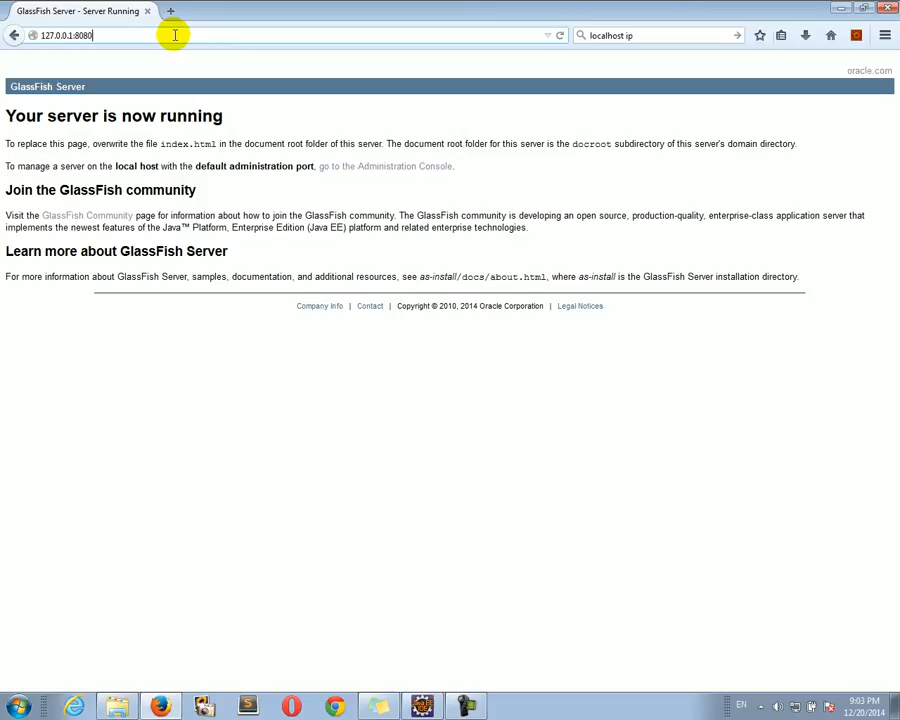 GlassFish Server - Server Running
127.0.0.1:8080
localhost ip
oracle.com
GlassFish Server
Your server is now running
To replace this page, overwrite the file index.html in the document root folder of this server. The document root folder for this server is the docroot subdirectory of this server's domain directory.
To manage a server on the local host with the default administration port, go to the Administration Console.
Join the GlassFish community
Visit the GlassFish Community page for information about how to join the GlassFish community. The GlassFish community is developing an open source, production-quality, enterprise-class application server that
implements the newest features of the Java™ Platform, Enterprise Edition (Java EE) platform and related enterprise technologies.
Learn more about GlassFish Server
For more information about GlassFish Server, samples, documentation, and additional resources, see as-install/docs/about.html, where as-install is the GlassFish Server installation directory.
Company Info | Contact | Copyright © 2010, 2014 Oracle Corporation | Legal Notices
EN
9:03 PM
12/20/2014